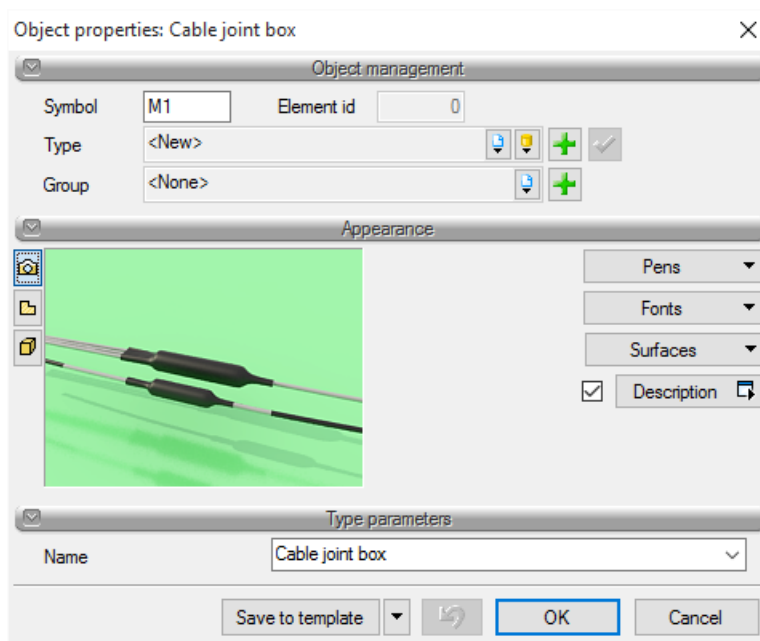 Object properties: Cable joint box
Object management
Symbol M1 Element id 0
Type <New>
Group <None>
Appearance
Pens
Fonts
Surfaces
Description
Type parameters
Name Cable joint box
Save to template OK Cancel